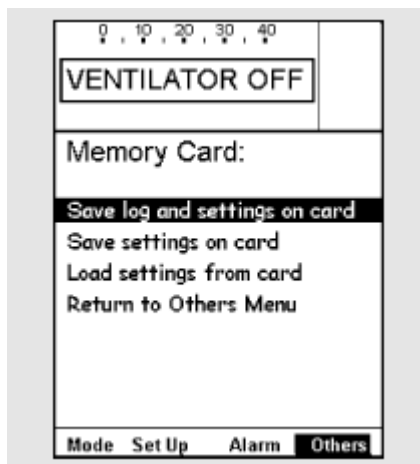 0 , 10 , 20 , 30 , 40
VENTILATOR OFF
Memory Card:
Save log and settings on card
Save settings on card
Load settings from card
Return to Others Menu
Mode Set Up Alarm Others